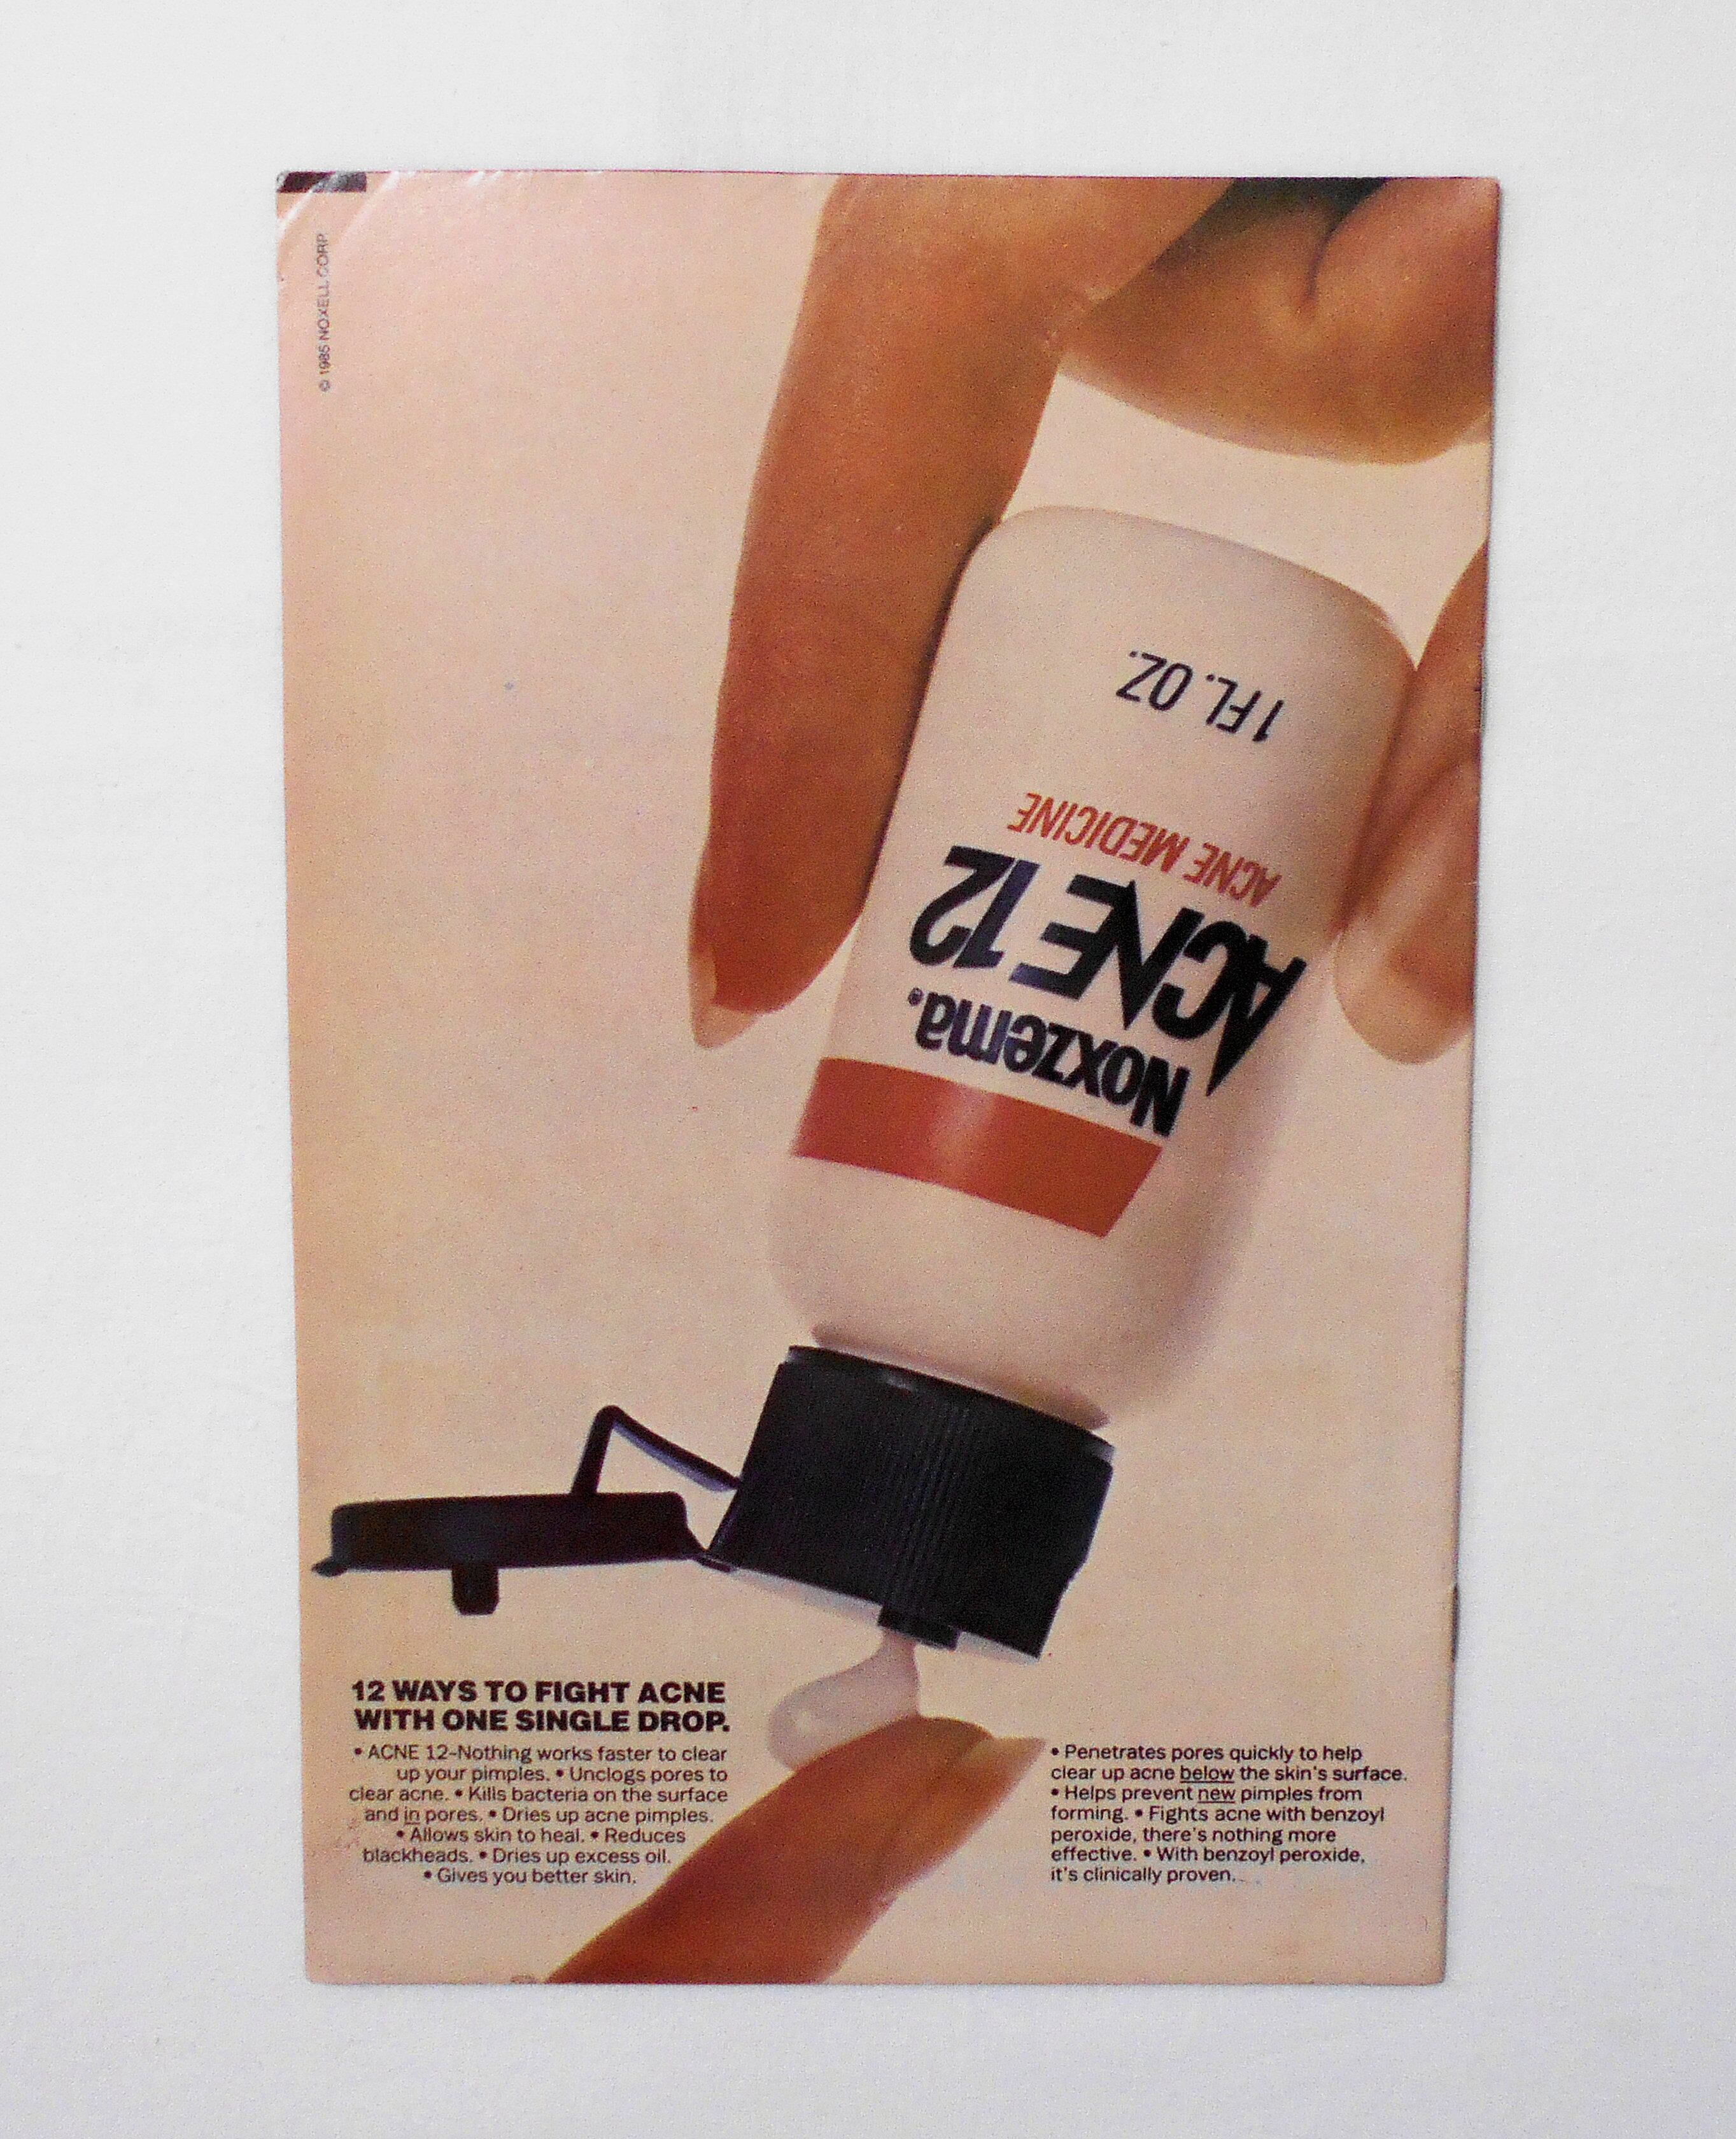 © 1985 NOXELL CORP
Noxzema.
ACNE 12
ACNE MEDICINE
1 FL. OZ.
12 WAYS TO FIGHT ACNE
WITH ONE SINGLE DROP.
• ACNE 12–Nothing works faster to clear
up your pimples. • Unclogs pores to
clear acne. • Kills bacteria on the surface
and in pores. • Dries up acne pimples.
• Allows skin to heal. • Reduces
blackheads. • Dries up excess oil.
• Gives you better skin.
• Penetrates pores quickly to help
clear up acne below the skin's surface.
• Helps prevent new pimples from
forming. • Fights acne with benzoyl
peroxide, there's nothing more
effective. • With benzoyl peroxide,
it's clinically proven.